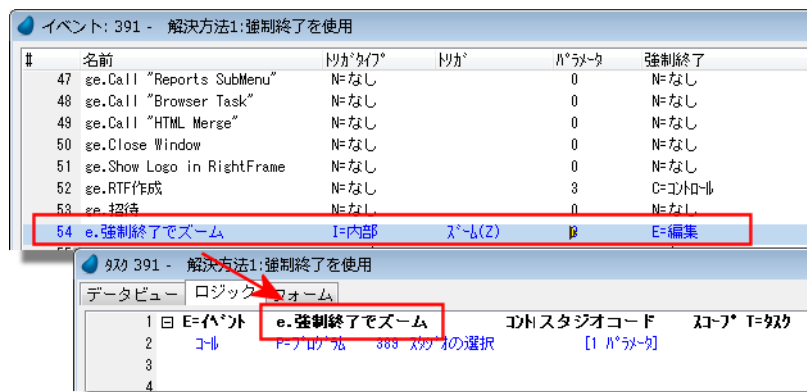 イベント: 391 - 解決方法1:強制終了を使用
# 名前 ﾄﾘｶﾞﾀｲﾌﾟ ﾄﾘｶﾞ ﾊﾟﾗﾒｰﾀ 強制終了
47 ge.Call "Reports SubMenu" N=なし 0 N=なし
48 ge.Call "Browser Task" N=なし 0 N=なし
49 ge.Call "HTML Merge" N=なし 0 N=なし
50 ge.Close Window N=なし 0 N=なし
51 ge.Show Logo in RightFrame N=なし 0 N=なし
52 ge.RTF作成 N=なし 3 C=ｺﾝﾄﾛｰﾙ
53 ge.招待 N=なし 0 N=なし
54 e.強制終了でズーム I=内部 ｽﾞｰﾑ(Z) E=編集
ﾀｽｸ 391 - 解決方法1:強制終了を使用
データビュー ロジック フォーム
1 E=ｲﾍﾞﾝﾄ e.強制終了でズーム ｺﾝﾄ スタジオコード ｽｺｰﾌﾟ T=ﾀｽｸ
2 ｺｰﾙ P=ﾌﾟﾛｸﾞﾗﾑ 389 ｽﾀｼﾞｵの選択 [1 ﾊﾟﾗﾒｰﾀ]
3
4